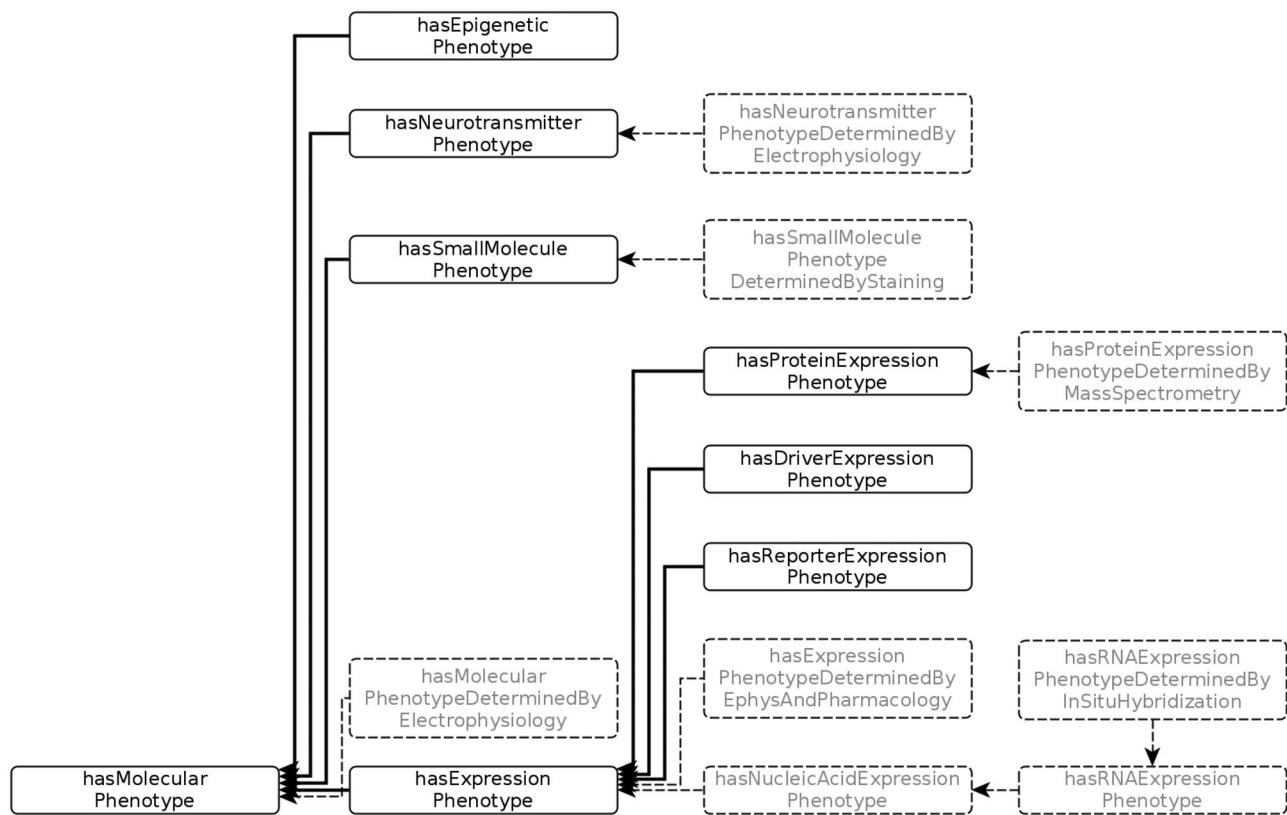 hasEpigenetic
Phenotype
hasNeurotransmitter
Phenotype
hasNeurotransmitter
PhenotypeDeterminedBy
Electrophysiology
hasSmallMolecule
Phenotype
hasSmallMolecule
Phenotype
DeterminedByStaining
hasProteinExpression
Phenotype
hasProteinExpression
PhenotypeDeterminedBy
MassSpectrometry
hasDriverExpression
Phenotype
hasReporterExpression
Phenotype
hasMolecular
PhenotypeDeterminedBy
Electrophysiology
hasExpression
PhenotypeDeterminedBy
EphysAndPharmacology
hasRNAExpression
PhenotypeDeterminedBy
InSituHybridization
hasMolecular
Phenotype
hasExpression
Phenotype
hasNucleicAcidExpression
Phenotype
hasRNAExpression
Phenotype